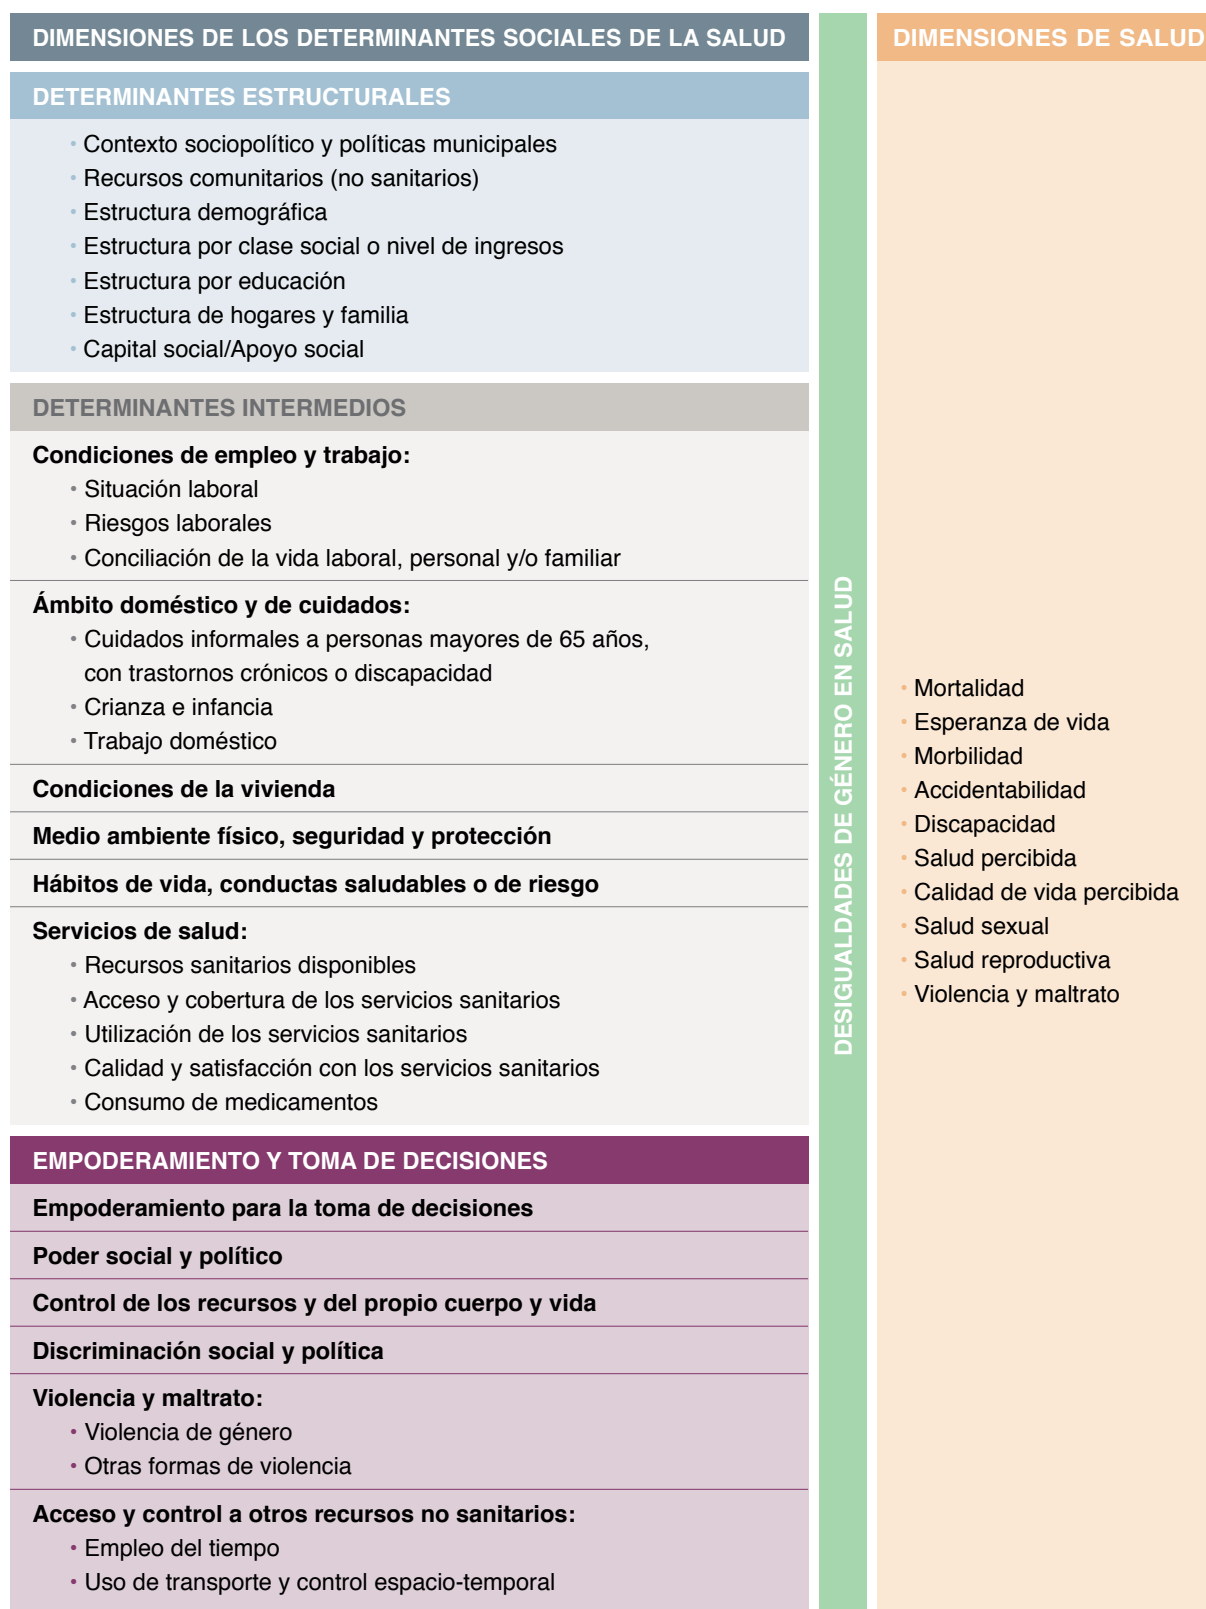 DIMENSIONES DE LOS DETERMINANTES SOCIALES DE LA SALUD
DETERMINANTES ESTRUCTURALES
• Contexto sociopolítico y políticas municipales
• Recursos comunitarios (no sanitarios)
• Estructura demográfica
• Estructura por clase social o nivel de ingresos
• Estructura por educación
• Estructura de hogares y familia
• Capital social/Apoyo social
DETERMINANTES INTERMEDIOS
Condiciones de empleo y trabajo:
• Situación laboral
• Riesgos laborales
• Conciliación de la vida laboral, personal y/o familiar
Ámbito doméstico y de cuidados:
• Cuidados informales a personas mayores de 65 años,
con trastornos crónicos o discapacidad
• Crianza e infancia
• Trabajo doméstico
Condiciones de la vivienda
Medio ambiente físico, seguridad y protección
Hábitos de vida, conductas saludables o de riesgo
Servicios de salud:
• Recursos sanitarios disponibles
• Acceso y cobertura de los servicios sanitarios
• Utilización de los servicios sanitarios
• Calidad y satisfacción con los servicios sanitarios
• Consumo de medicamentos
EMPODERAMIENTO Y TOMA DE DECISIONES
Empoderamiento para la toma de decisiones
Poder social y político
Control de los recursos y del propio cuerpo y vida
Discriminación social y política
Violencia y maltrato:
• Violencia de género
• Otras formas de violencia
Acceso y control a otros recursos no sanitarios:
• Empleo del tiempo
• Uso de transporte y control espacio-temporal
DESIGUALDADES DE GÉNERO EN SALUD
DIMENSIONES DE SALUD
• Mortalidad
• Esperanza de vida
• Morbilidad
• Accidentabilidad
• Discapacidad
• Salud percibida
• Calidad de vida percibida
• Salud sexual
• Salud reproductiva
• Violencia y maltrato